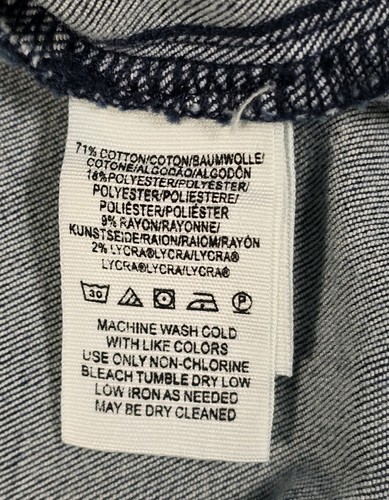 71% COTTON/COTON/BAUMWOLLE/
COTONE/ALGODÃO/ALGODÓN
18%POLYESTER/POLYESTER/
POLYESTER/POLIESTERE/
POLIÉSTER/POLIÉSTER
9% RAYON/RAYONNE/
KUNSTSEIDE/RAION/RAIOM/RAYÓN
2% LYCRA®LYCRA/LYCRA®
LYCRA®LYCRA/LYCRA®
30 P
MACHINE WASH COLD
WITH LIKE COLORS
USE ONLY NON-CHLORINE
BLEACH TUMBLE DRY LOW
LOW IRON AS NEEDED
MAY BE DRY CLEANED